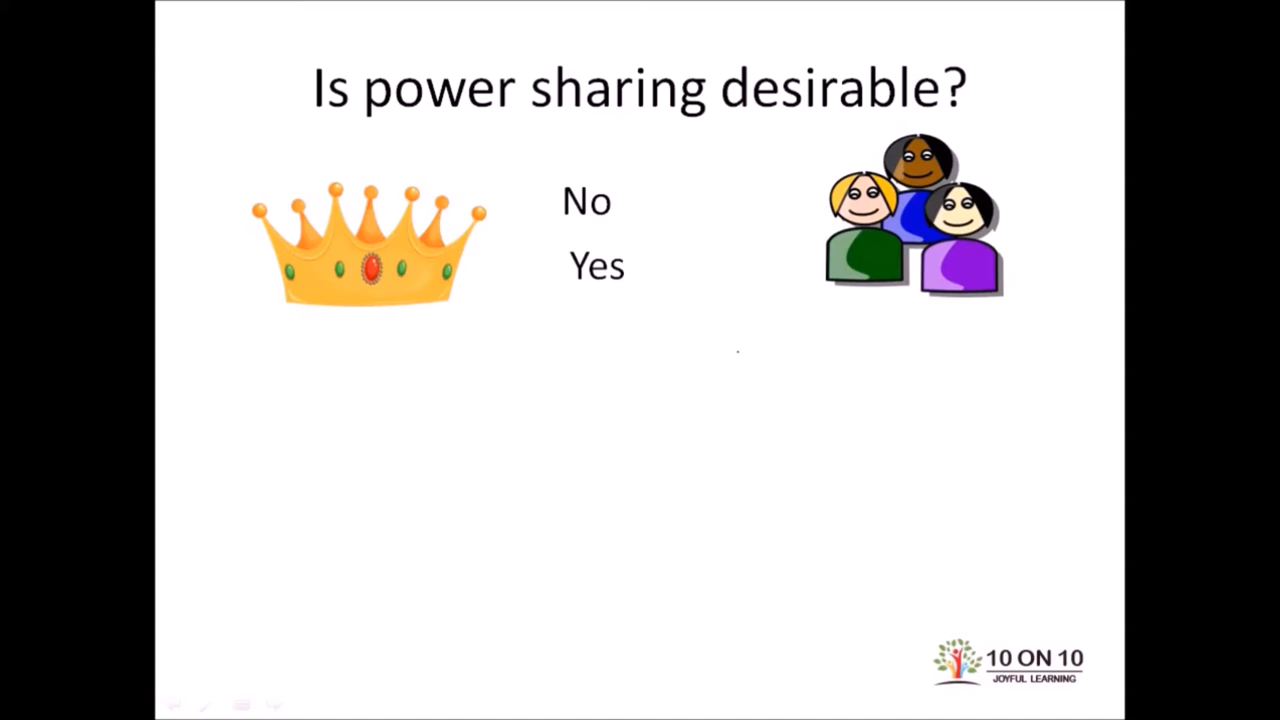 Is power sharing desirable?
No
Yes
10 ON 10
JOYFUL LEARNING